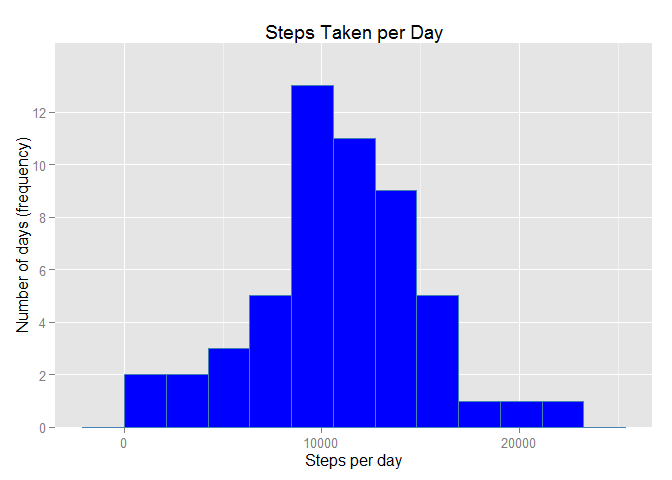 Steps Taken per Day
Number of days (frequency)
12
10
8
6
4
2
0
0 10000 20000
Steps per day